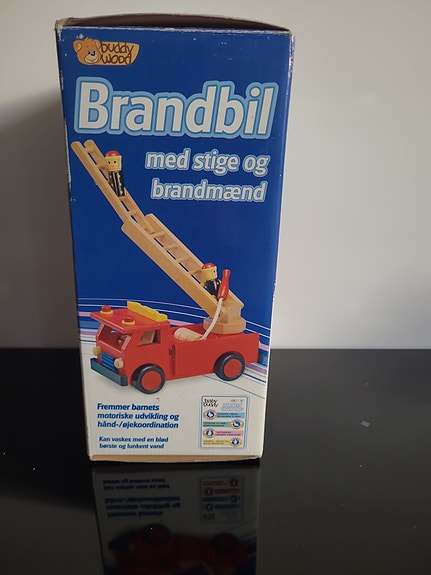 buddy
wood
Brandbil
med stige og
brandmænd
Fremmer barnets
motoriske udvikling og
hånd-/øjekoordination
Kan vaskes med en blød
børste og lunkent vand
baby
buddy